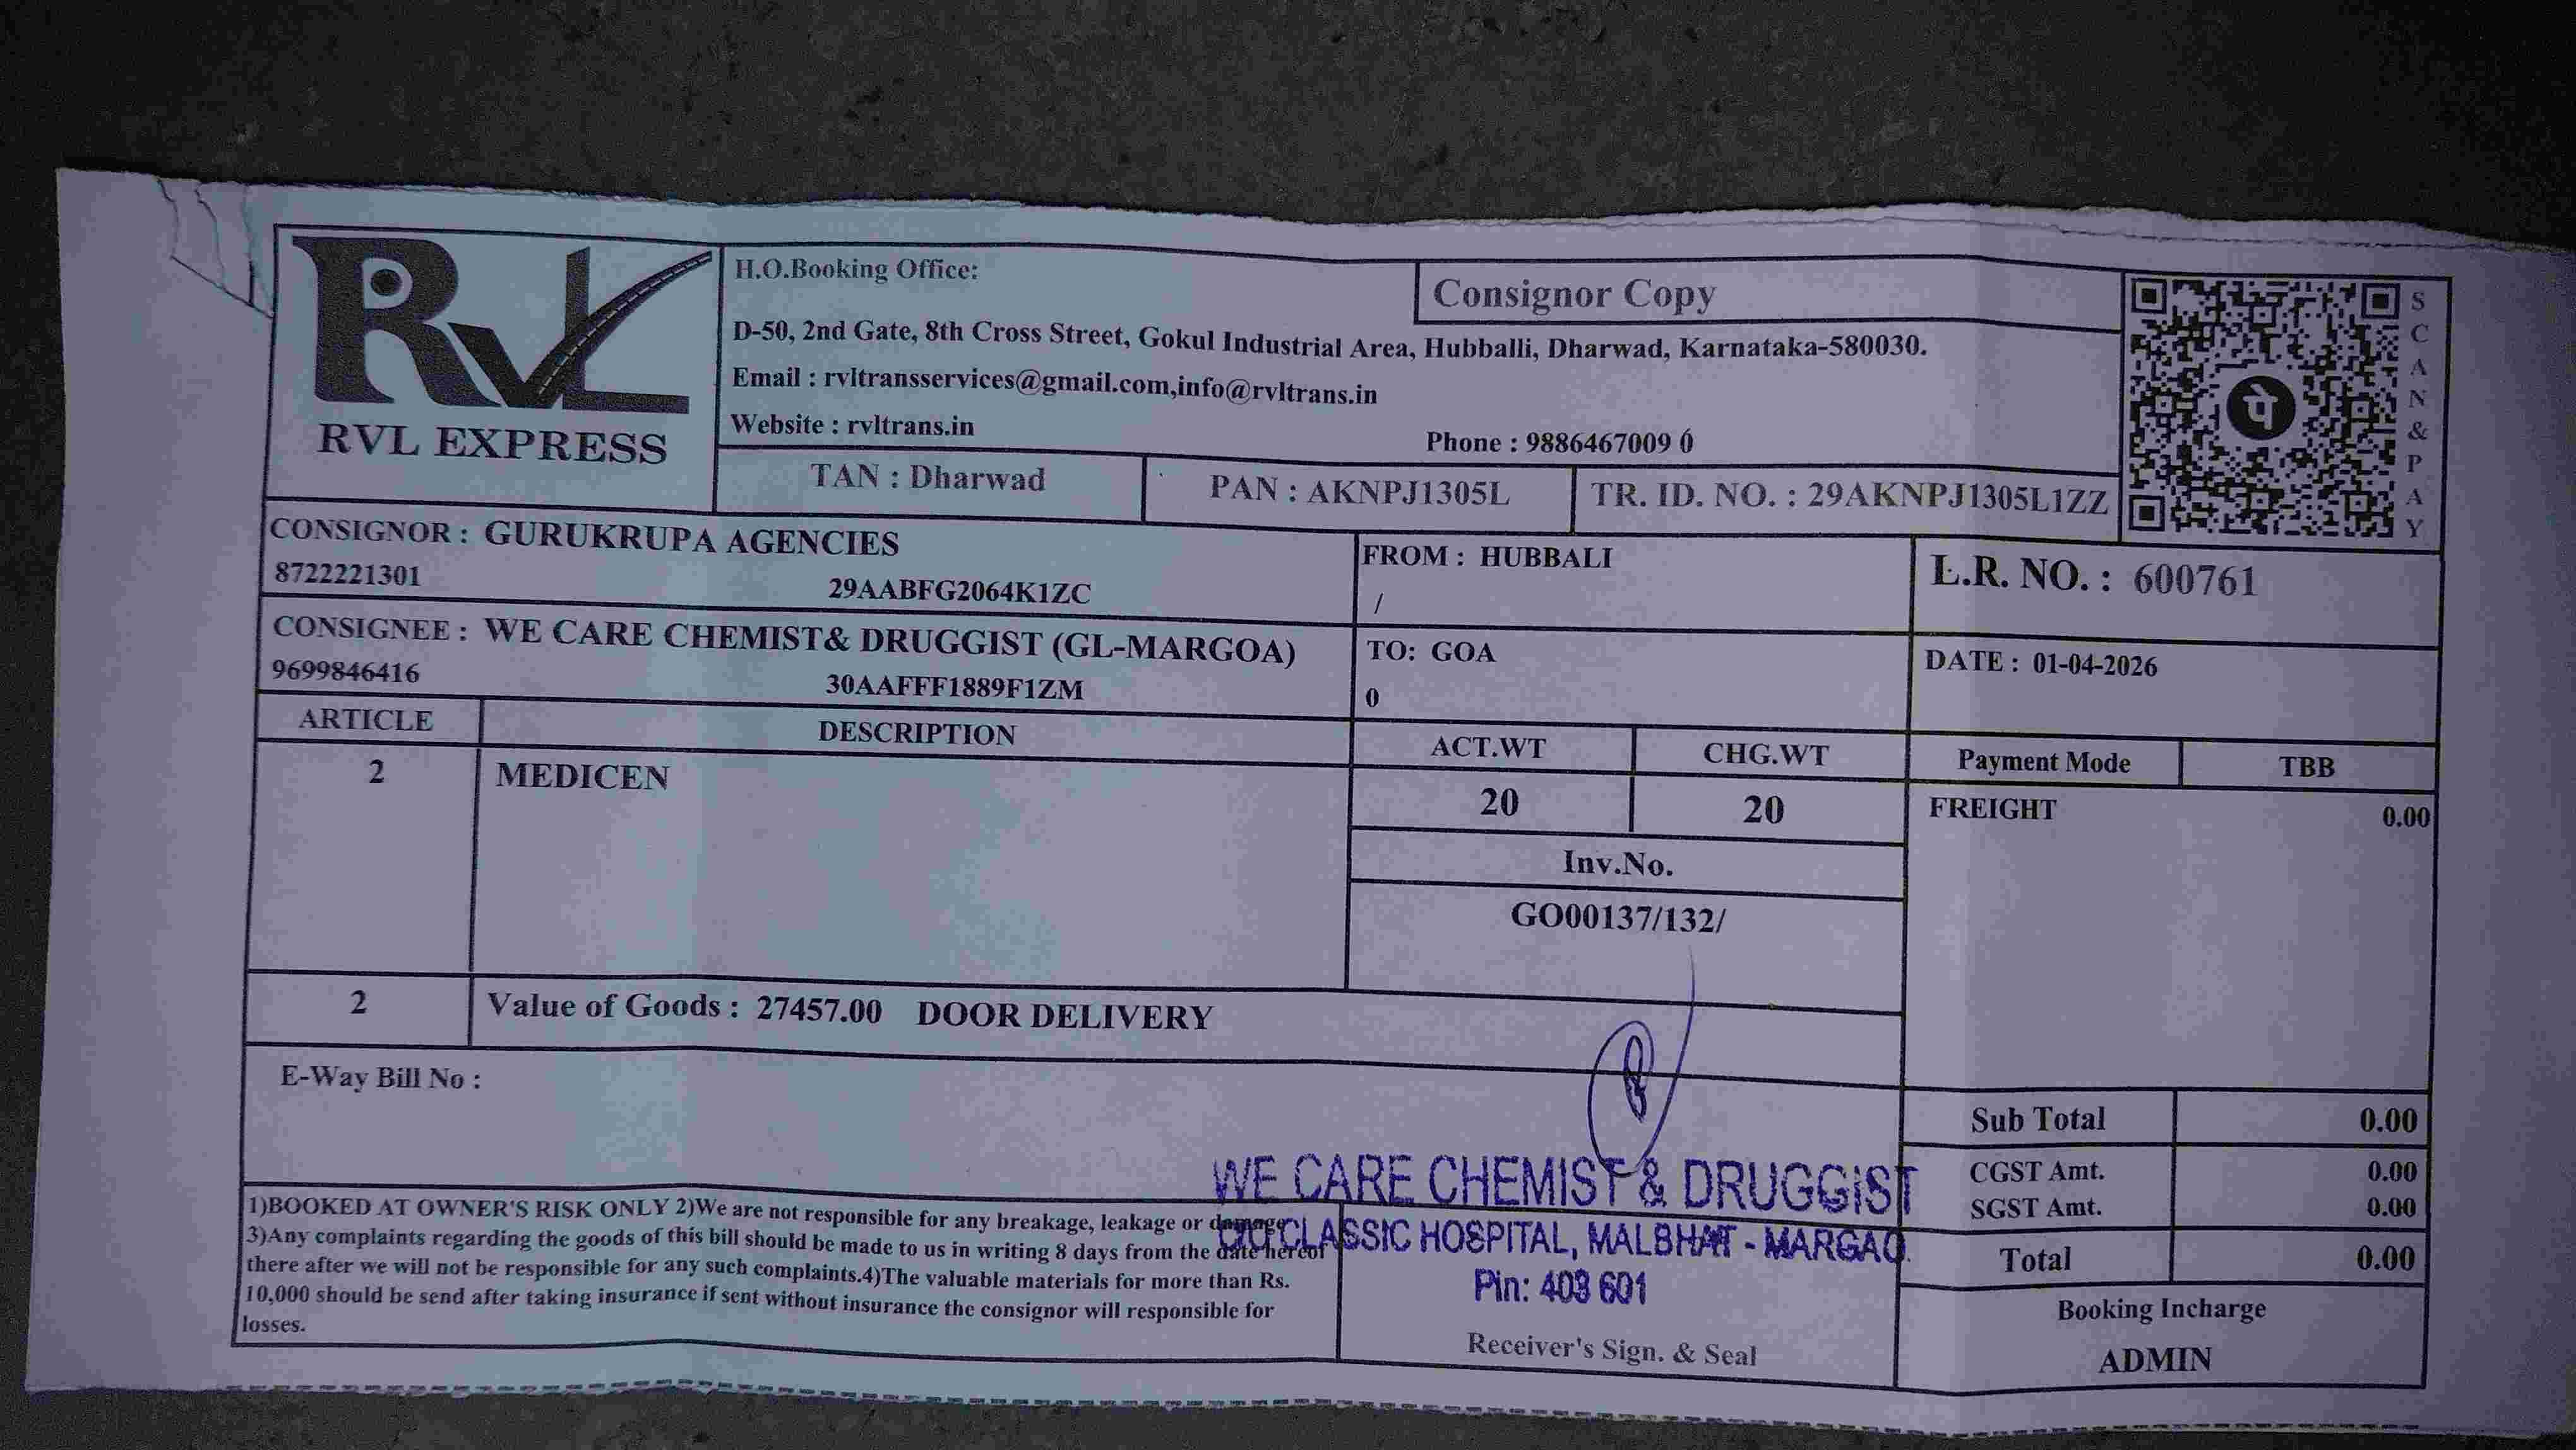 RVL
RVL EXPRESS
H.O.Booking Office:
Consignor Copy
D-50, 2nd Gate, 8th Cross Street, Gokul Industrial Area, Hubballi, Dharwad, Karnataka-580030.
Email : rvltransservices@gmail.com,info@rvltrans.in
Website : rvltrans.in
Phone : 9886467009 0
TAN : Dharwad
PAN : AKNPJ1305L
TR. ID. NO. : 29AKNPJ1305L1ZZ
पे
SCAN&PAY
CONSIGNOR : GURUKRUPA AGENCIES
8722221301 29AABFG2064K1ZC
FROM : HUBBALI
/
L.R. NO. : 600761
CONSIGNEE : WE CARE CHEMIST& DRUGGIST (GL-MARGOA)
9699846416 30AAFFF1889F1ZM
TO: GOA
0
DATE : 01-04-2026
ARTICLE DESCRIPTION ACT.WT CHG.WT Payment Mode TBB
2 MEDICEN 20 20 FREIGHT 0.00
Inv.No.
GO00137/132/
2 Value of Goods : 27457.00 DOOR DELIVERY
E-Way Bill No :
Sub Total 0.00
CGST Amt. 0.00
SGST Amt. 0.00
Total 0.00
1)BOOKED AT OWNER'S RISK ONLY 2)We are not responsible for any breakage, leakage or damage
3)Any complaints regarding the goods of this bill should be made to us in writing 8 days from the date hereof
there after we will not be responsible for any such complaints.4)The valuable materials for more than Rs.
10,000 should be send after taking insurance if sent without insurance the consignor will responsible for
losses.
WE CARE CHEMIST & DRUGGIST
CLASSIC HOSPITAL, MALBHAT - MARGAO.
Pin: 403 601
Receiver's Sign. & Seal
Booking Incharge
ADMIN